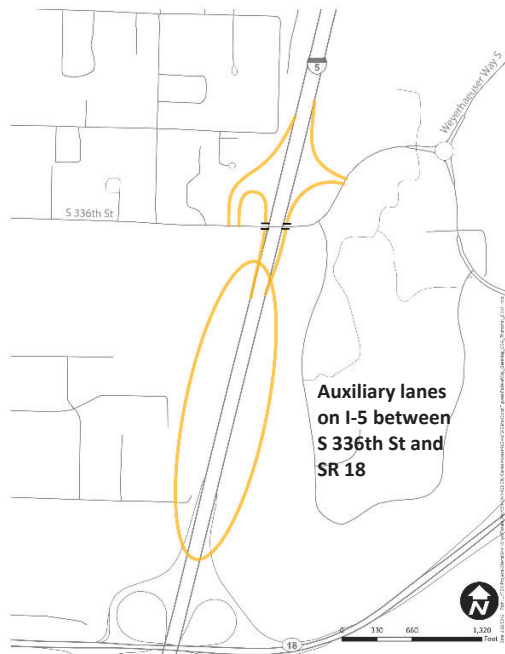 5
Weyerhaeuser Way S
S 336th St
Auxiliary lanes
on I-5 between
S 336th St and
SR 18
N
18
0 330 660 1,320
Feet